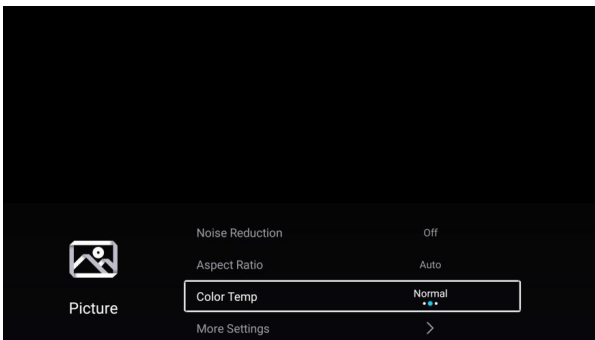 Noise Reduction Off
Aspect Ratio Auto
Color Temp Normal
Picture
More Settings